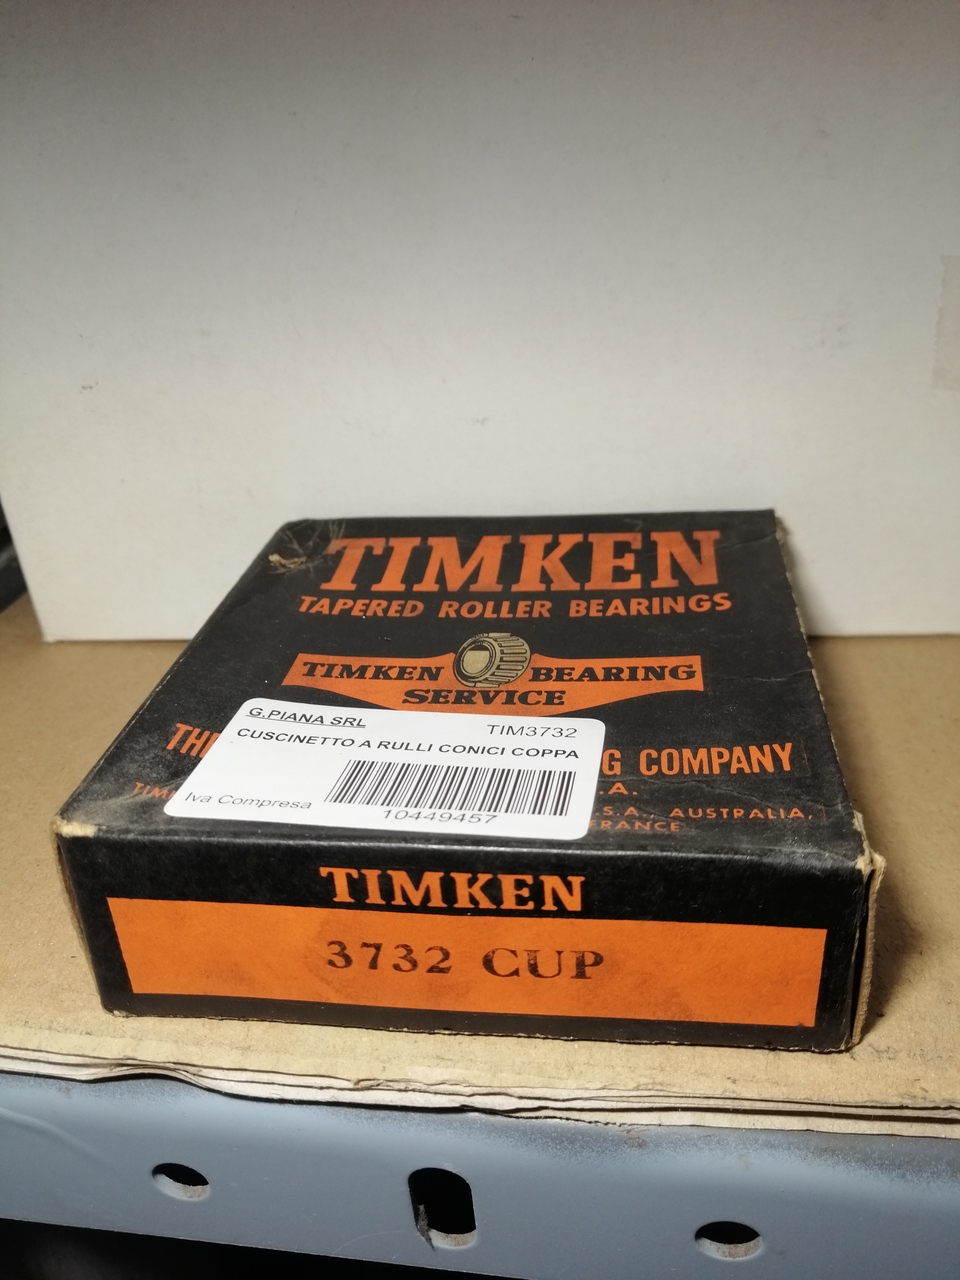 TIMKEN
TAPERED ROLLER BEARINGS
TIMKEN BEARING
SERVICE
G COMPANY
.A.
S.A., AUSTRALIA,
FRANCE
G.PIANA SRL TIM3732
CUSCINETTO A RULLI CONICI COPPA
Iva Compresa
10449457
TIMKEN
3732 CUP